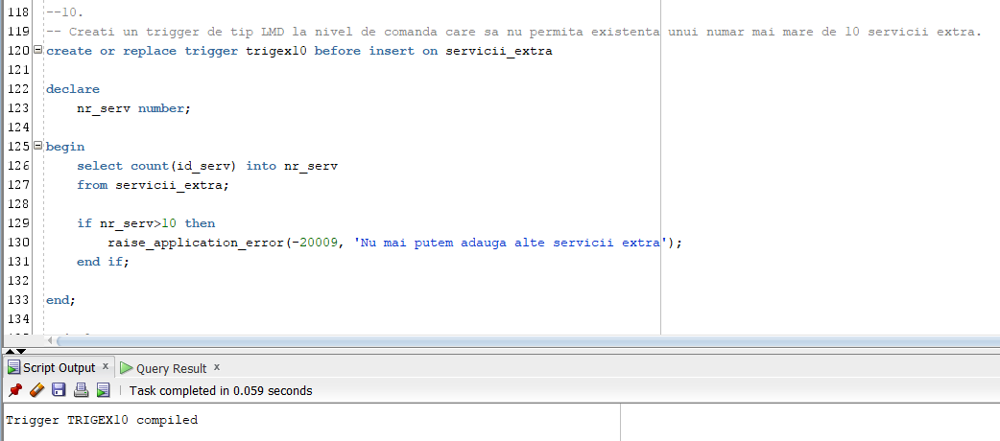 118 --10.
119 -- Creati un trigger de tip LMD la nivel de comanda care sa nu permita existenta unui numar mai mare de 10 servicii extra.
120 create or replace trigger trigex10 before insert on servicii_extra
121
122 declare
123 nr_serv number;
124
125 begin
126 select count(id_serv) into nr_serv
127 from servicii_extra;
128
129 if nr_serv>10 then
130 raise_application_error(-20009, 'Nu mai putem adauga alte servicii extra');
131 end if;
132
133 end;
134
Script Output x Query Result x
Task completed in 0.059 seconds
Trigger TRIGEX10 compiled